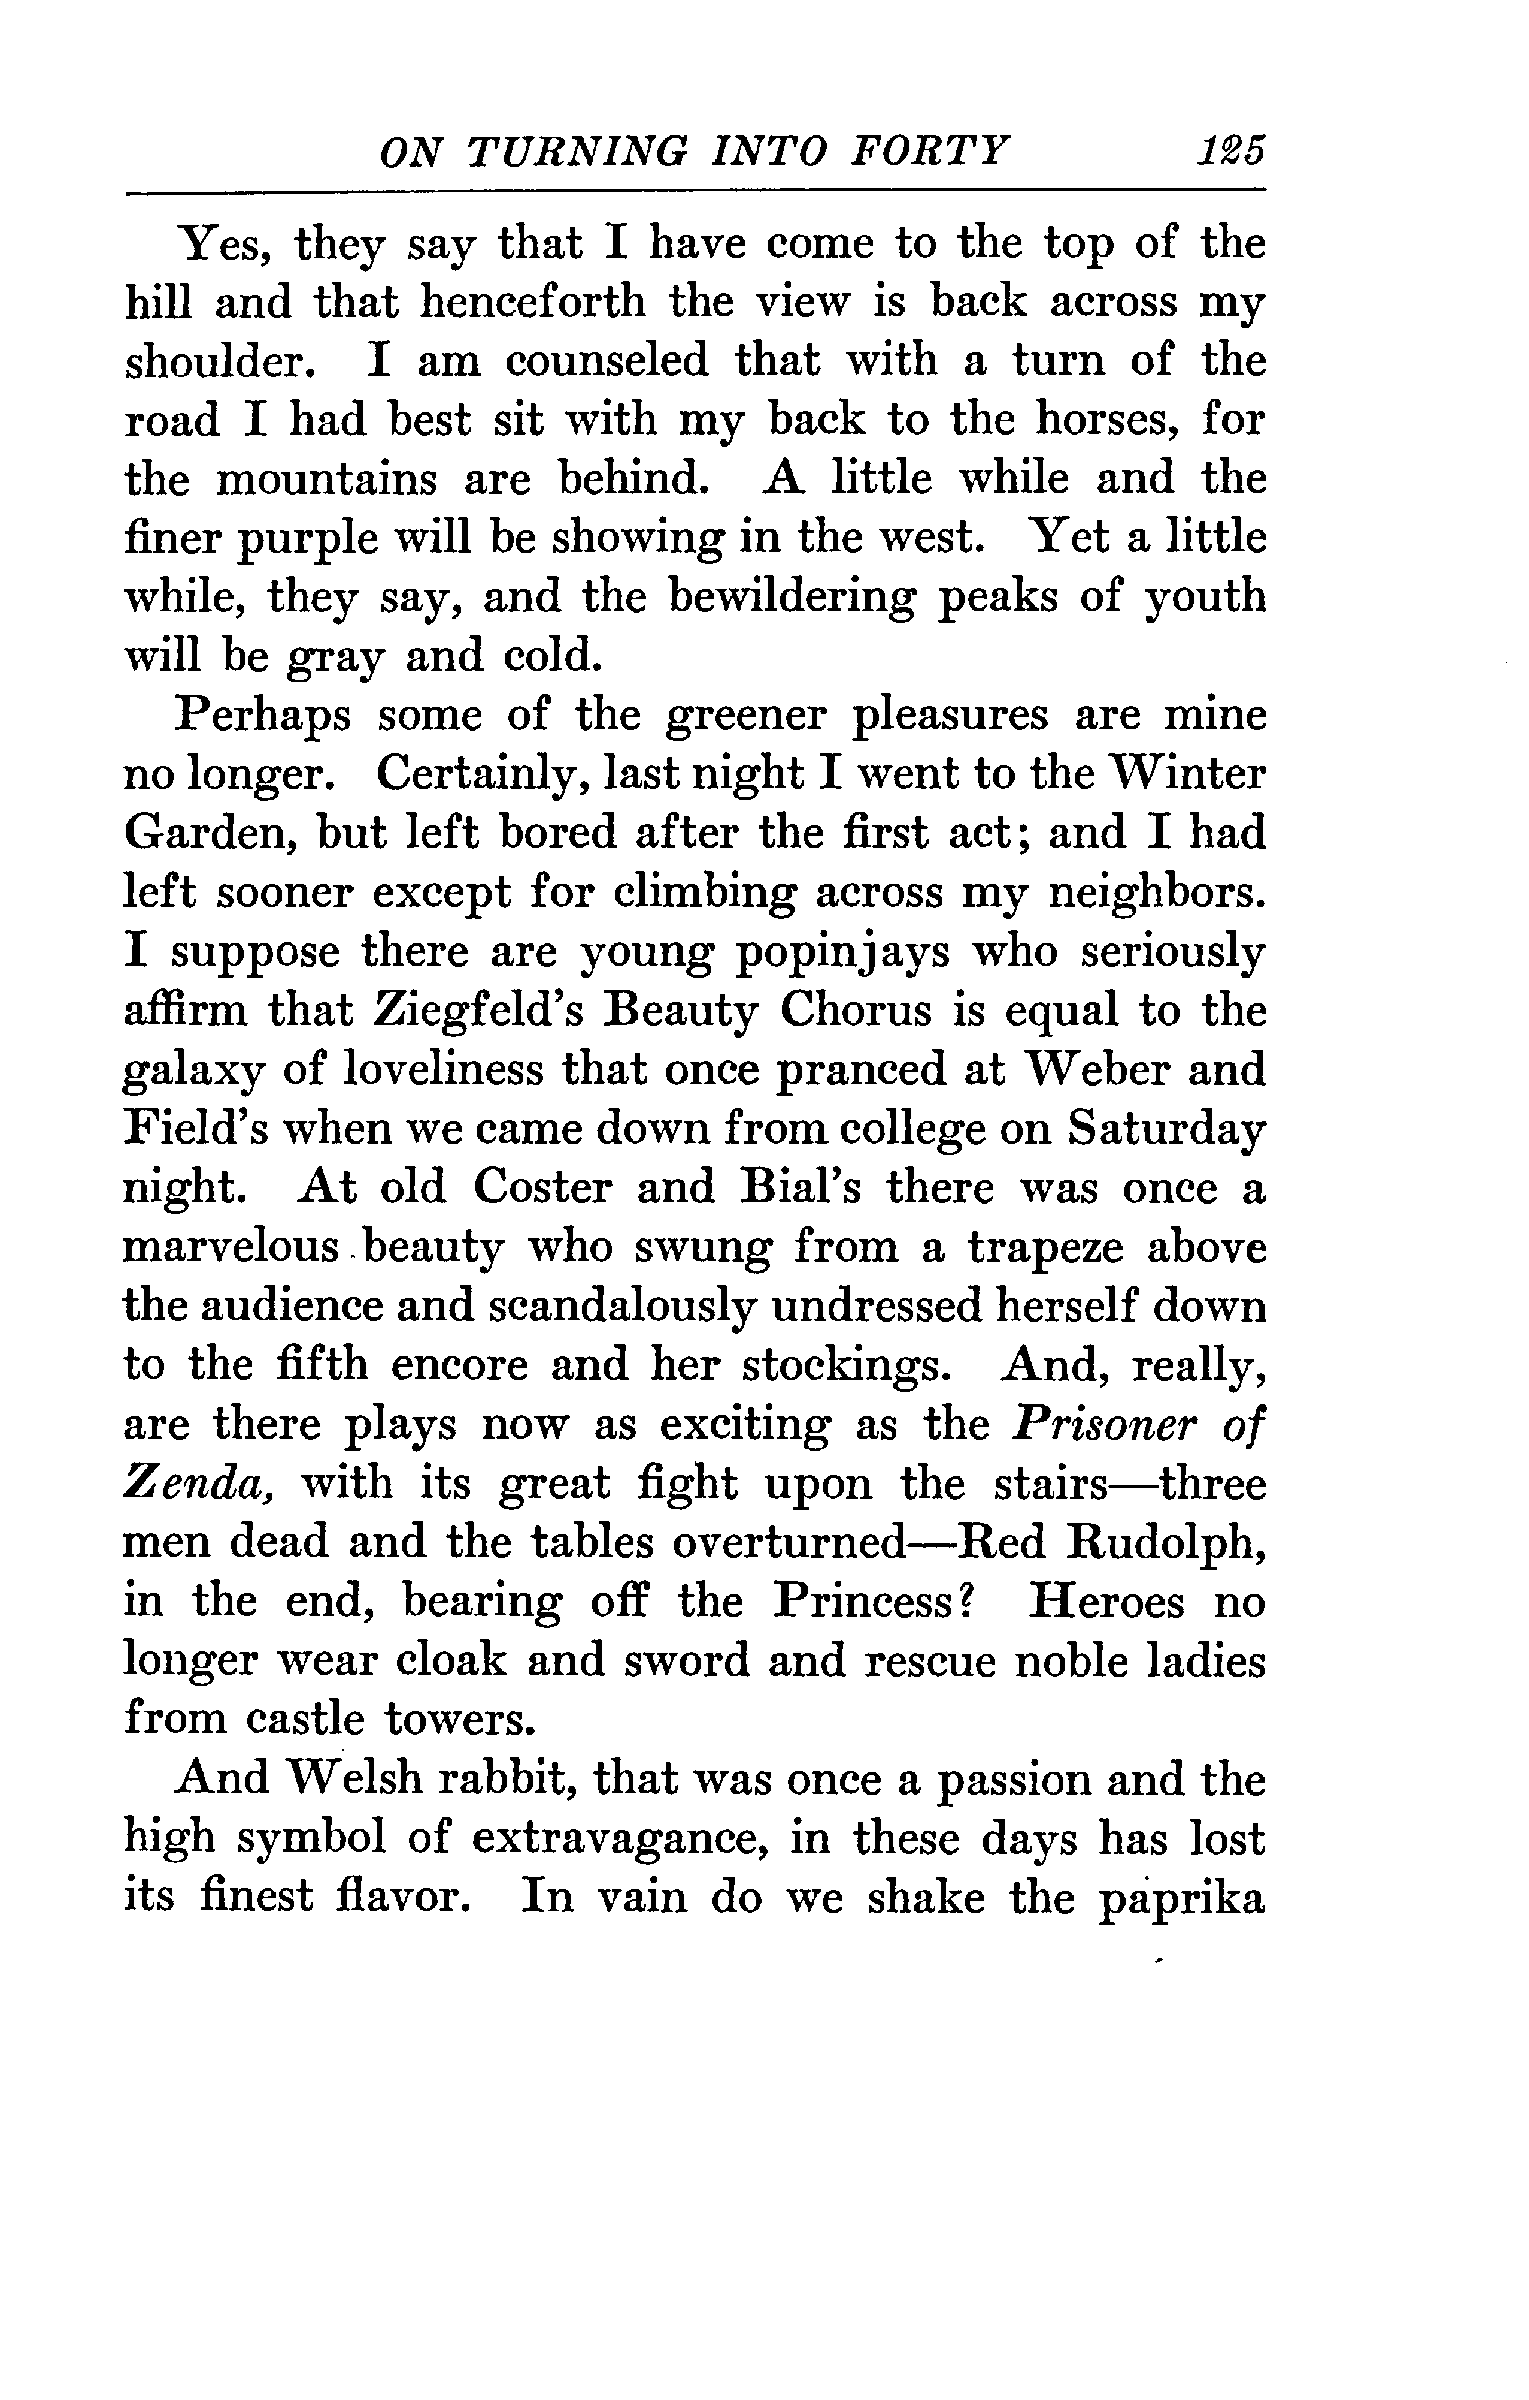 ON TURNING INTO FORTY 125
Yes, they say that I have come to the top of the
hill and that henceforth the view is back across my
shoulder. I am counseled that with a turn of the
road I had best sit with my back to the horses, for
the mountains are behind. A little while and the
finer purple will be showing in the west. Yet a little
while, they say, and the bewildering peaks of youth
will be gray and cold.
Perhaps some of the greener pleasures are mine
no longer. Certainly, last night I went to the Winter
Garden, but left bored after the first act; and I had
left sooner except for climbing across my neighbors.
I suppose there are young popinjays who seriously
affirm that Ziegfeld's Beauty Chorus is equal to the
galaxy of loveliness that once pranced at Weber and
Field's when we came down from college on Saturday
night. At old Coster and Bial's there was once a
marvelous beauty who swung from a trapeze above
the audience and scandalously undressed herself down
to the fifth encore and her stockings. And, really,
are there plays now as exciting as the Prisoner of
Zenda, with its great fight upon the stairs—three
men dead and the tables overturned—Red Rudolph,
in the end, bearing off the Princess? Heroes no
longer wear cloak and sword and rescue noble ladies
from castle towers.
And Welsh rabbit, that was once a passion and the
high symbol of extravagance, in these days has lost
its finest flavor. In vain do we shake the paprika